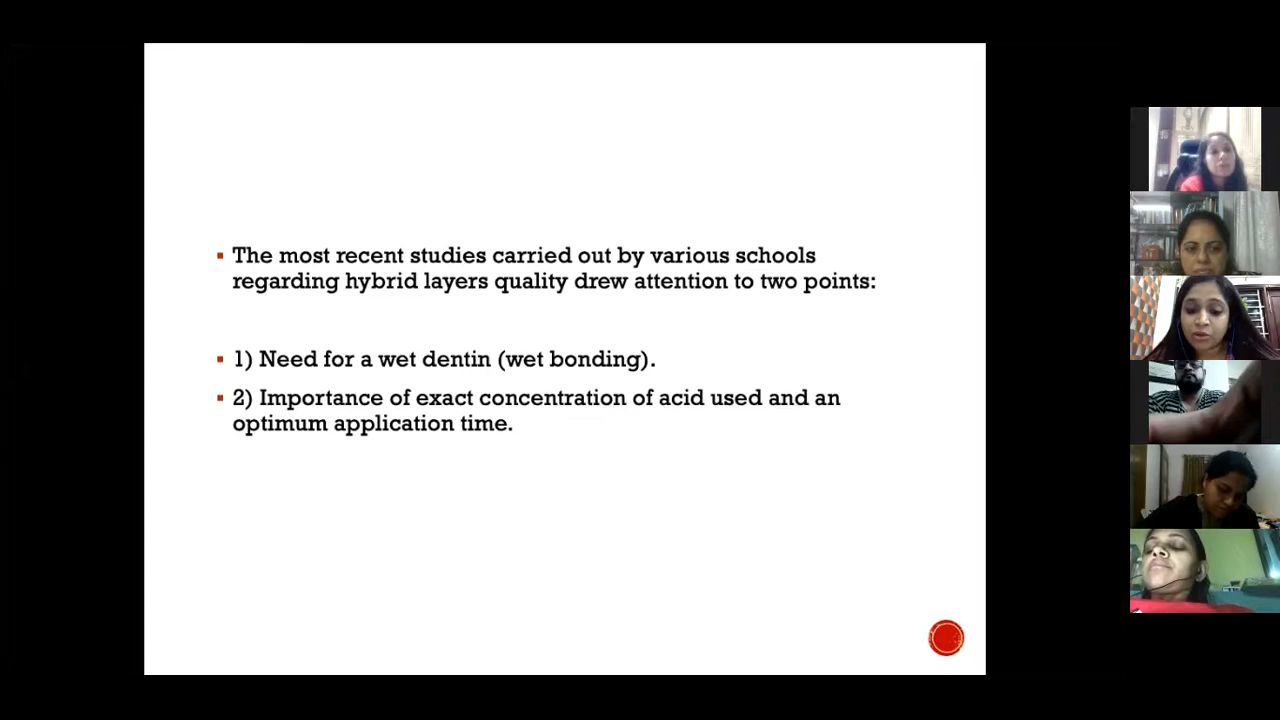 The most recent studies carried out by various schools
regarding hybrid layers quality drew attention to two points:
1) Need for a wet dentin (wet bonding).
2) Importance of exact concentration of acid used and an
optimum application time.